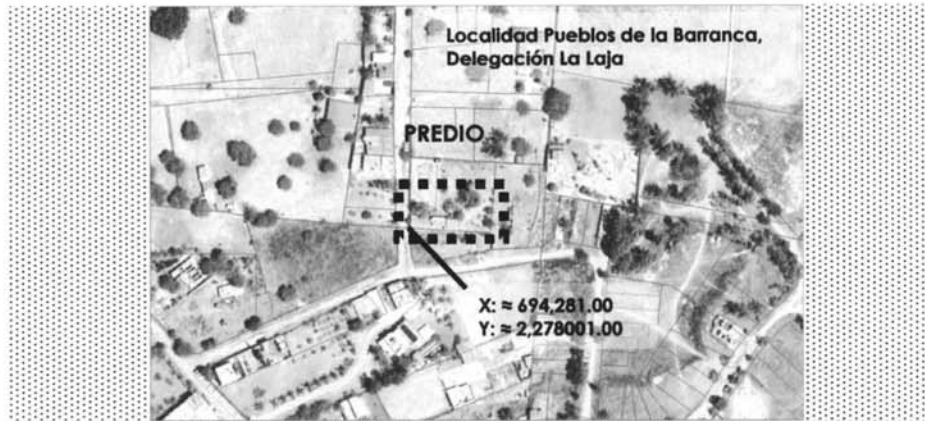 Localidad Pueblos de la Barranca,
Delegación La Laja
PREDIO
X: ≈ 694,281.00
Y: ≈ 2,278001.00